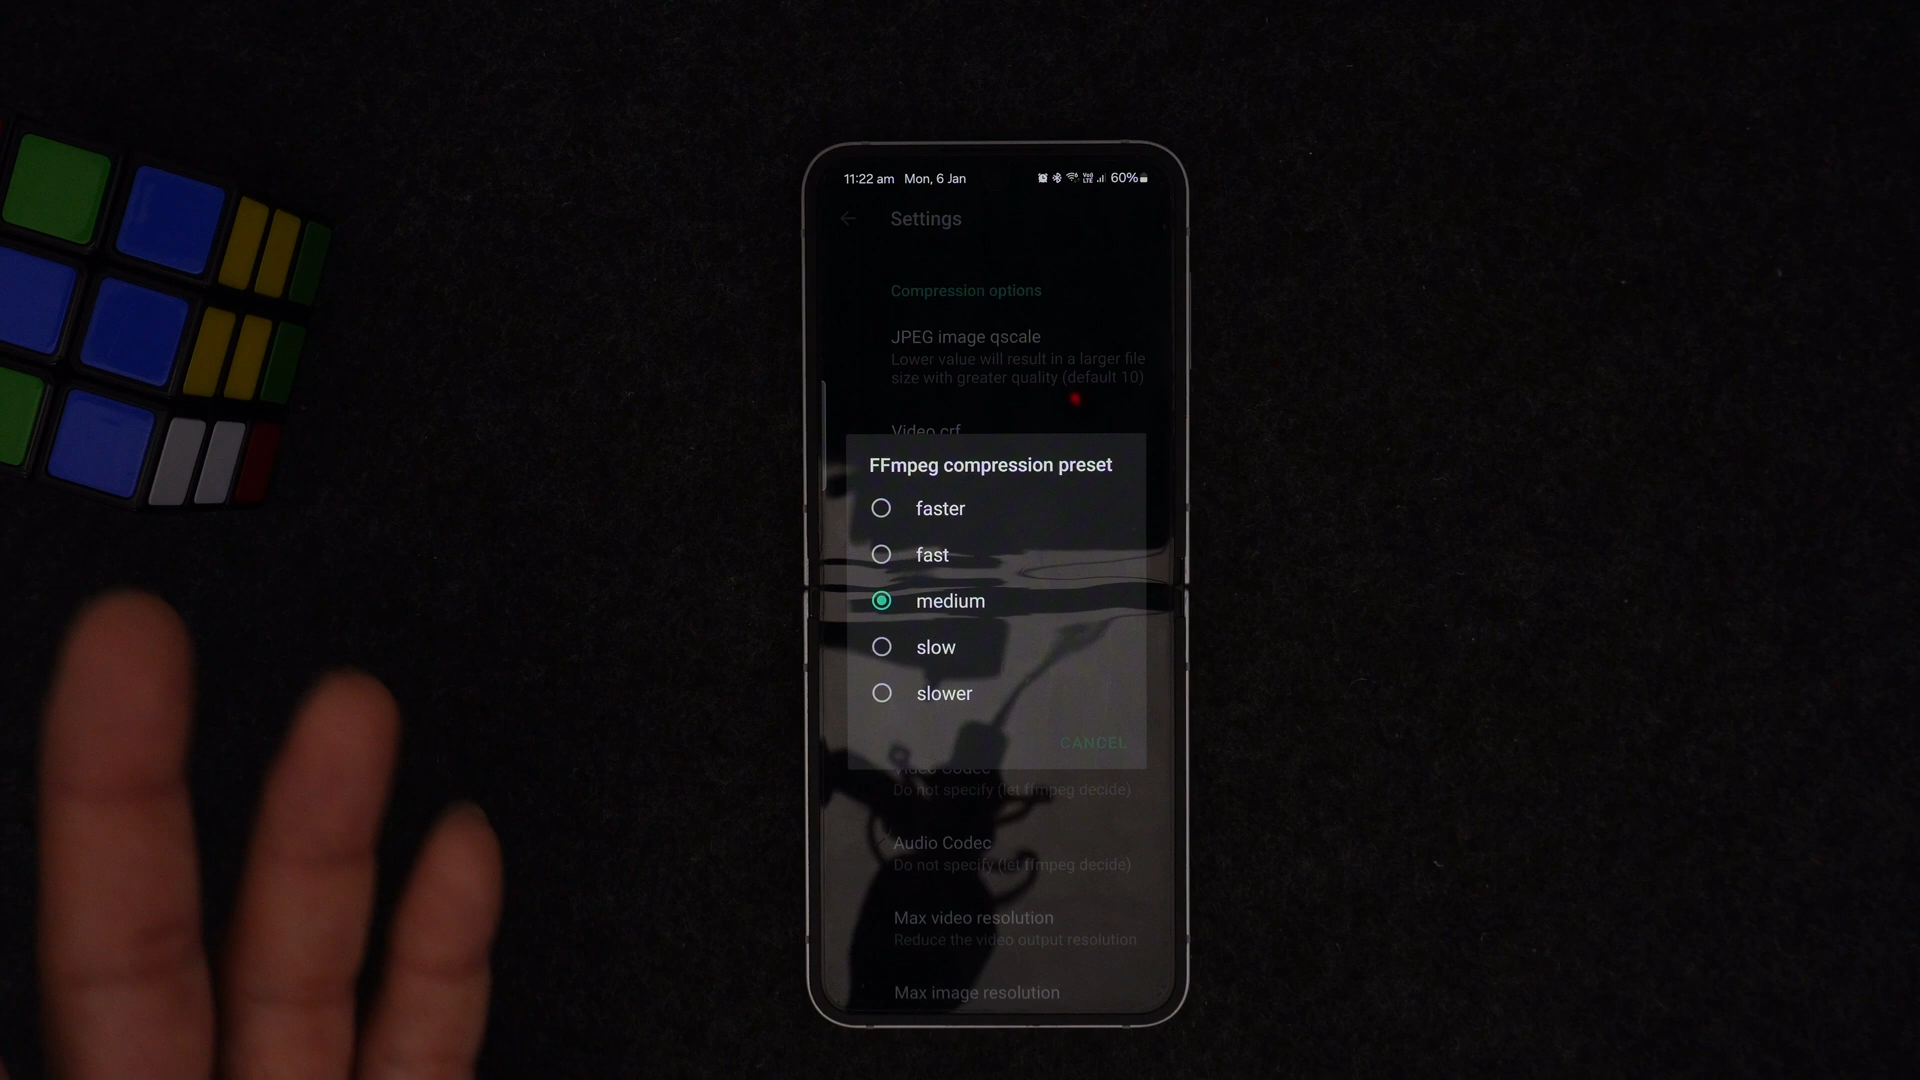 11:22 am Mon, 6 Jan 60%
Settings
Compression options
JPEG image qscale
Lower value will result in a larger file
size with greater quality (default 10)
Video crf
FFmpeg compression preset
faster
fast
medium
slow
slower
CANCEL
Video Codec
Do not specify (let ffmpeg decide)
Audio Codec
Do not specify (let ffmpeg decide)
Max video resolution
Reduce the video output resolution
Max image resolution